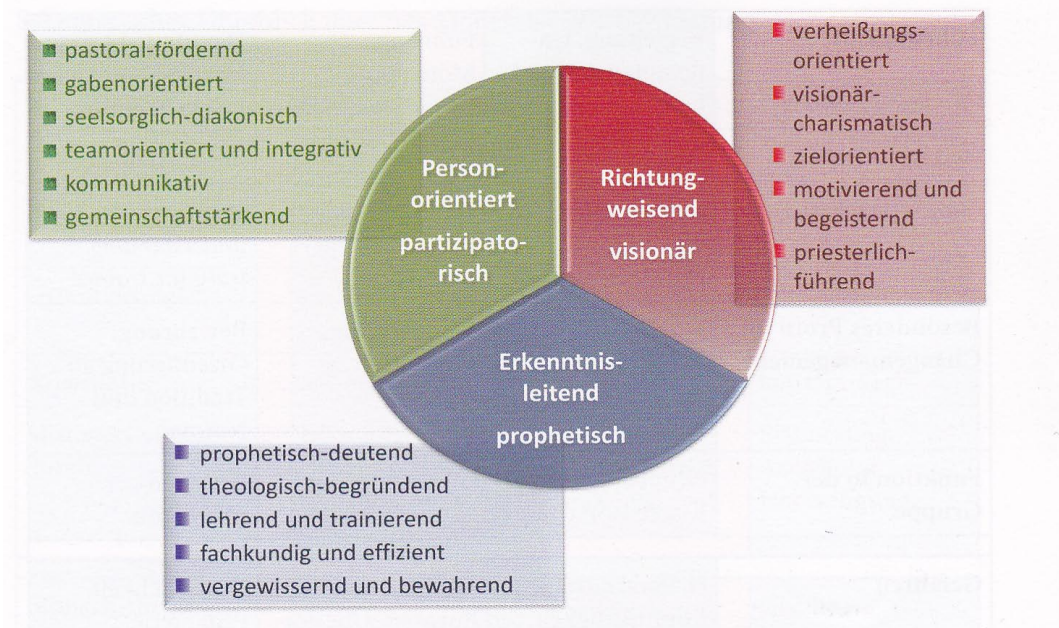 pastoral-fördernd
gabenorientiert
seelsorglich-diakonisch
teamorientiert und integrativ
kommunikativ
gemeinschaftstärkend
Person-
orientiert
partizipato-
risch
Richtung-
weisend
visionär
verheißungs-
orientiert
visionär-
charismatisch
zielorientiert
motivierend und
begeisternd
priesterlich-
führend
Erkenntnis-
leitend
prophetisch
prophetisch-deutend
theologisch-begründend
lehrend und trainierend
fachkundig und effizient
vergewissernd und bewahrend